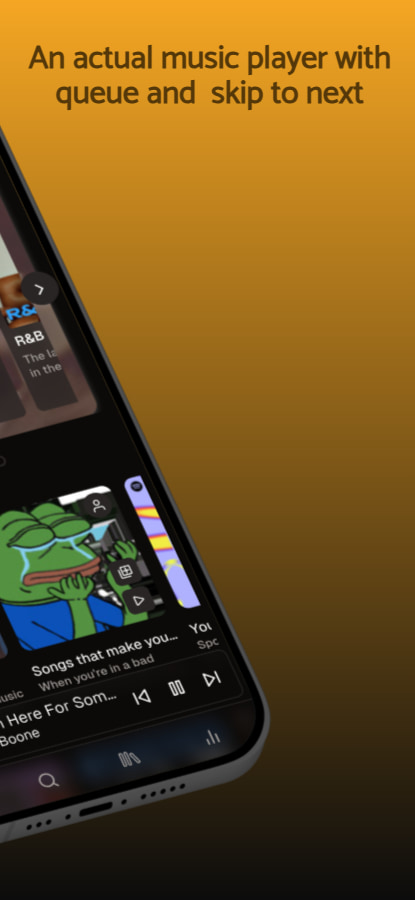 An actual music player with
queue and  skip to next
R&
R&B
The la
in the
Songs that make you...
When you're in a bad
You
Spo
usic
n Here For Som...
Boone